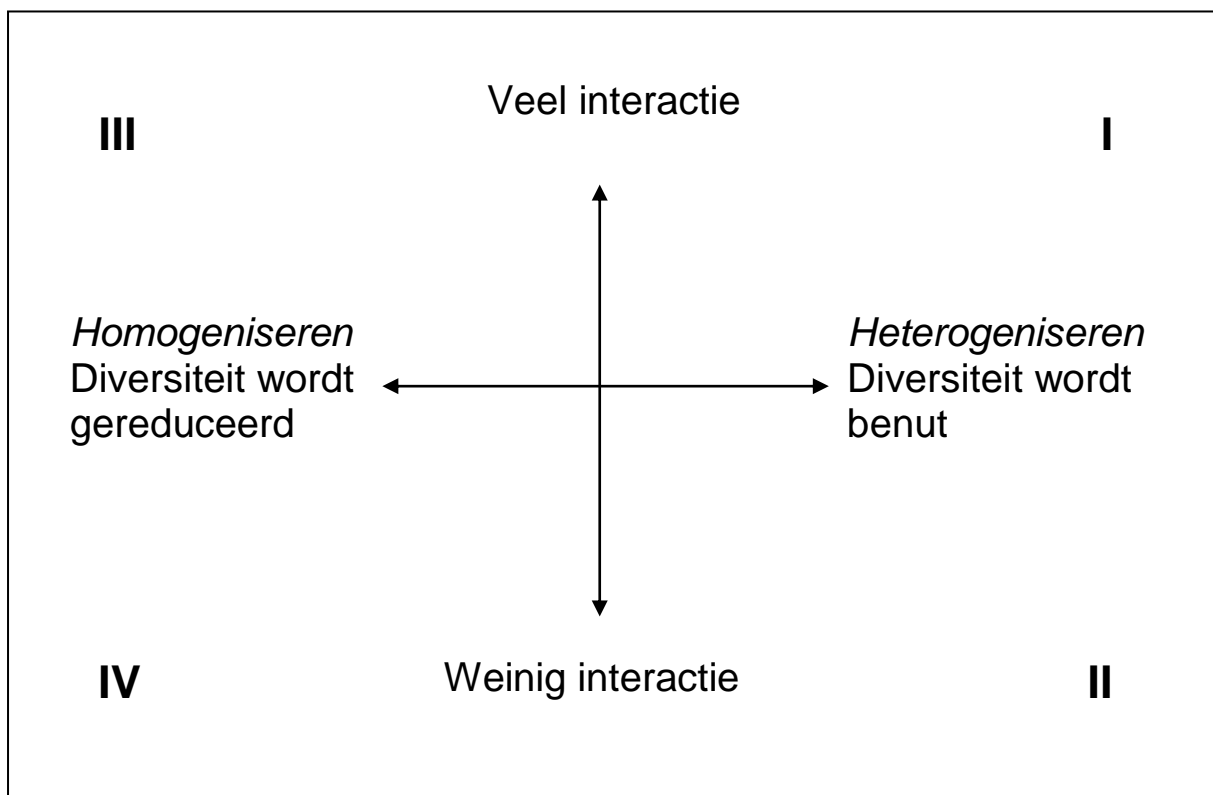 Veel interactie
III
I
Homogeniseren
Diversiteit wordt
gereduceerd
Heterogeniseren
Diversiteit wordt
benut
IV
Weinig interactie
II